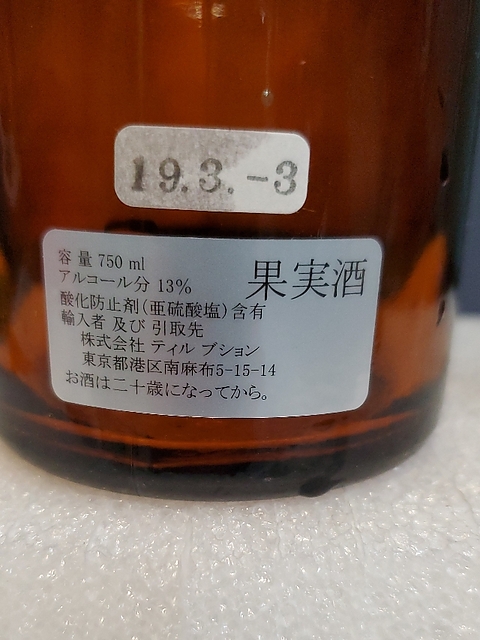 19.3.-3
容量 750 ml
アルコール分 13%
果実酒
酸化防止剤(亜硫酸塩)含有
輸入者 及び 引取先
株式会社 ティル ブション
東京都港区南麻布5-15-14
お酒は二十歳になってから。